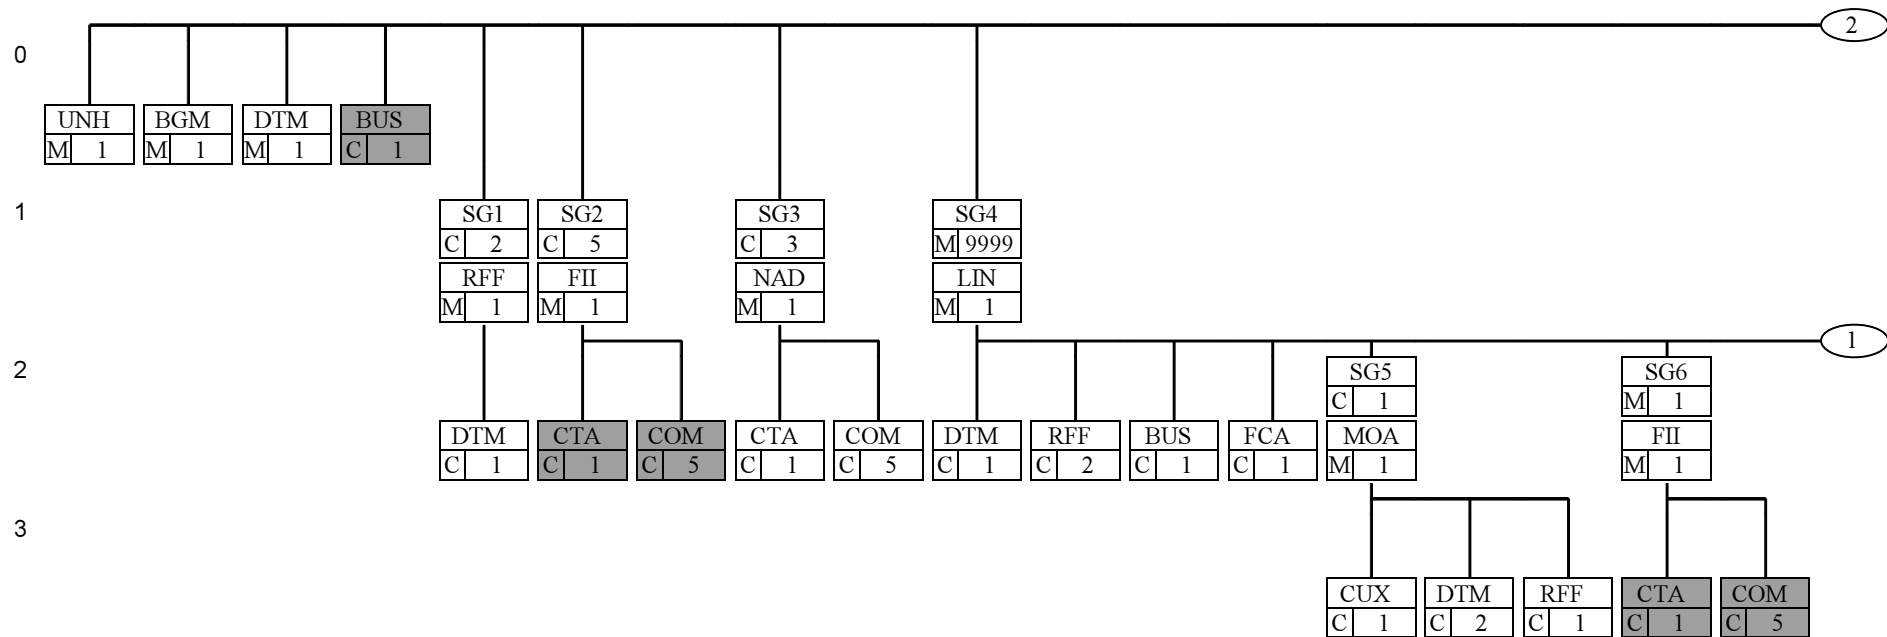 2
0
UNH BGM DTM BUS
M 1 M 1 M 1 C 1
1
SG1 SG2 SG3 SG4
C 2 C 5 C 3 M 9999
RFF FII NAD LIN
M 1 M 1 M 1 M 1
1
2
SG5 SG6
C 1 M 1
DTM CTA COM CTA COM DTM RFF BUS FCA MOA FII
C 1 C 1 C 5 C 1 C 5 C 1 C 2 C 1 C 1 M 1 M 1
3
CUX DTM RFF CTA COM
C 1 C 2 C 1 C 1 C 5